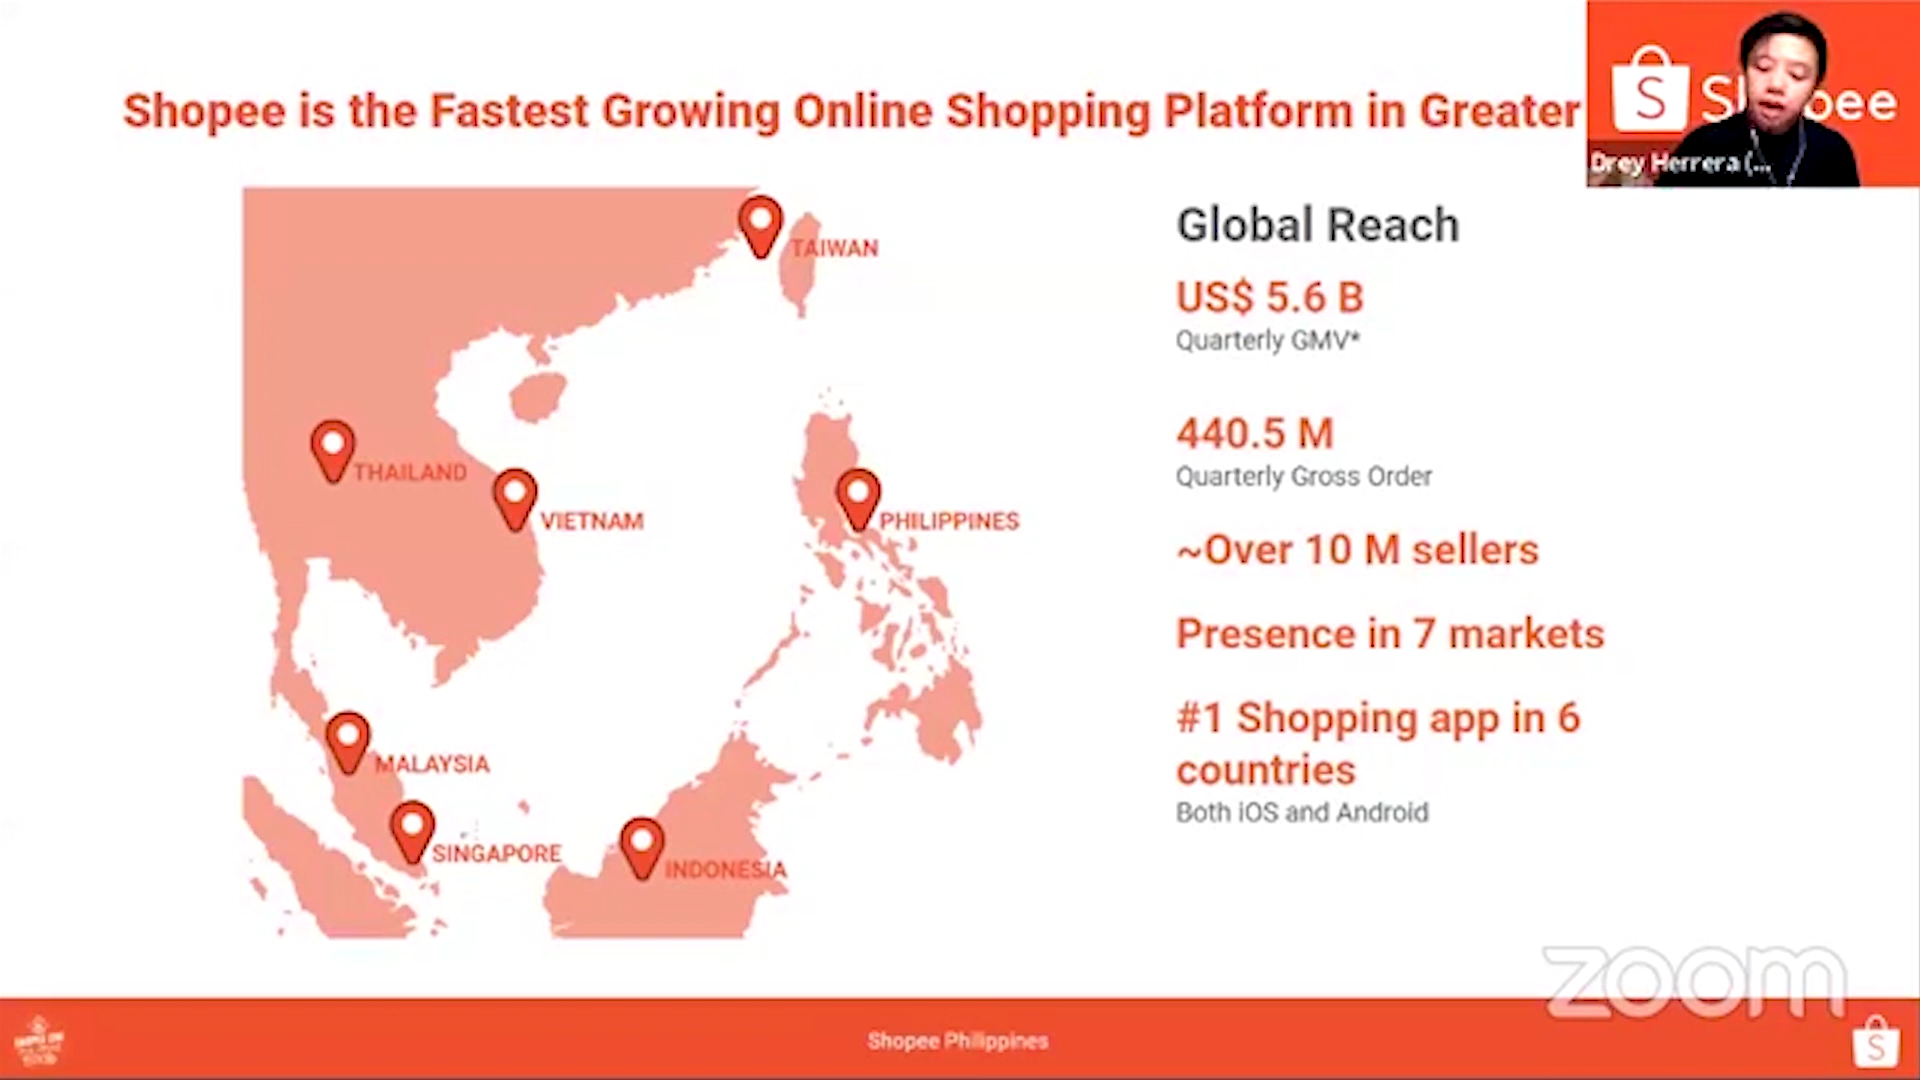 Shopee is the Fastest Growing Online Shopping Platform in Greater
Shopee
Drey Herrera (...
TAIWAN
THAILAND
VIETNAM
PHILIPPINES
MALAYSIA
SINGAPORE
INDONESIA
Global Reach
US$ 5.6 B
Quarterly GMV*
440.5 M
Quarterly Gross Order
~Over 10 M sellers
Presence in 7 markets
#1 Shopping app in 6
countries
Both iOS and Android
zoom
Shopee Philippines